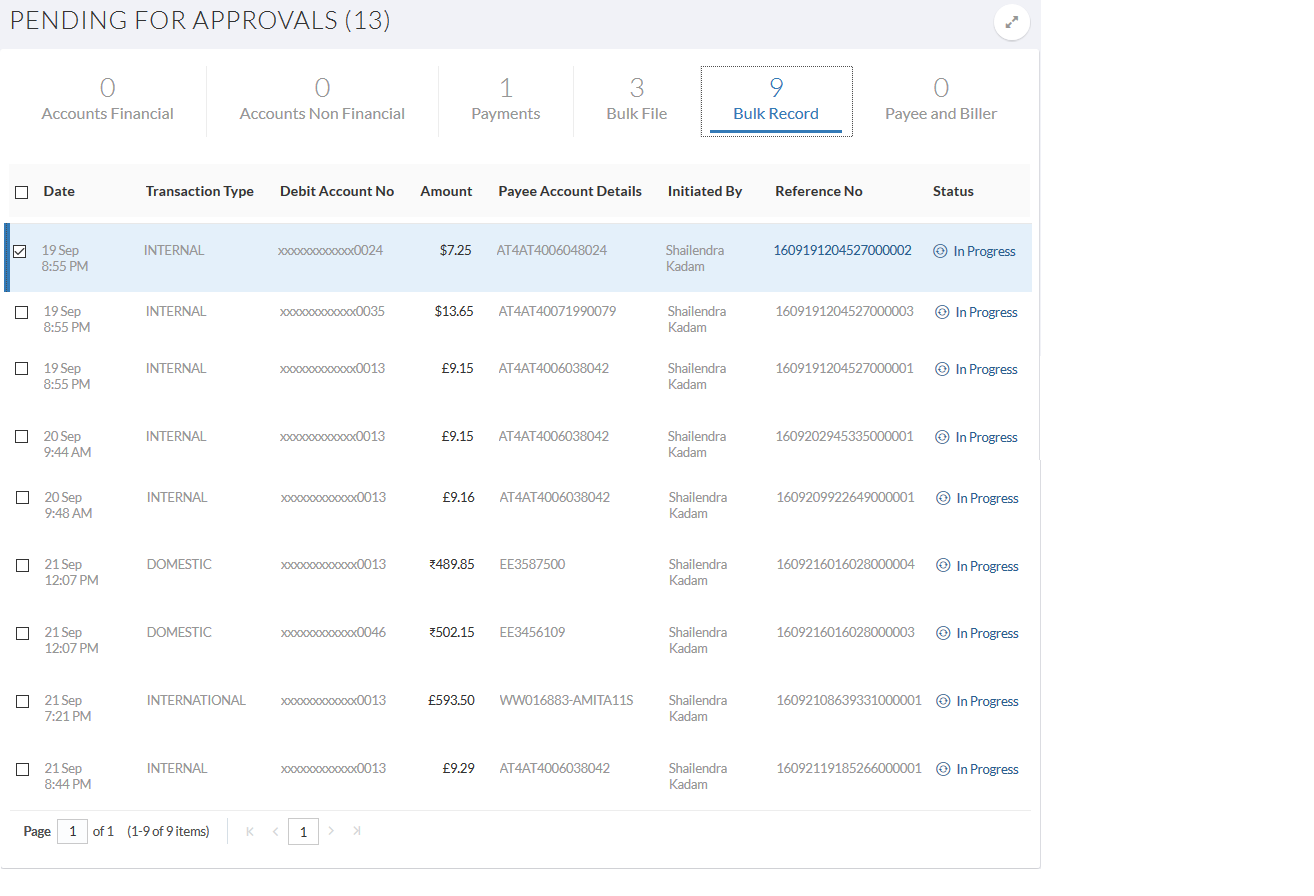 PENDING FOR APPROVALS (13)
0 0 1 3 9 0
Accounts Financial Accounts Non Financial Payments Bulk File Bulk Record Payee and Biller
Date Transaction Type Debit Account No Amount Payee Account Details Initiated By Reference No Status
19 Sep INTERNAL xxxxxxxxxxxx0024 $7.25 AT4AT4006048024 Shailendra 1609191204527000002 In Progress
8:55 PM Kadam
19 Sep INTERNAL xxxxxxxxxxxx0035 $13.65 AT4AT40071990079 Shailendra 1609191204527000003 In Progress
8:55 PM Kadam
19 Sep INTERNAL xxxxxxxxxxxx0013 £9.15 AT4AT4006038042 Shailendra 1609191204527000001 In Progress
8:55 PM Kadam
20 Sep INTERNAL xxxxxxxxxxxx0013 £9.15 AT4AT4006038042 Shailendra 1609202945335000001 In Progress
9:44 AM Kadam
20 Sep INTERNAL xxxxxxxxxxxx0013 £9.16 AT4AT4006038042 Shailendra 1609209922649000001 In Progress
9:48 AM Kadam
21 Sep DOMESTIC xxxxxxxxxxxx0013 ₹489.85 EE3587500 Shailendra 1609216016028000004 In Progress
12:07 PM Kadam
21 Sep DOMESTIC xxxxxxxxxxxx0046 ₹502.15 EE3456109 Shailendra 1609216016028000003 In Progress
12:07 PM Kadam
21 Sep INTERNATIONAL xxxxxxxxxxxx0013 £593.50 WW016883-AMITA11S Shailendra 16092108639331000001 In Progress
7:21 PM Kadam
21 Sep INTERNAL xxxxxxxxxxxx0013 £9.29 AT4AT4006038042 Shailendra 16092119185266000001 In Progress
8:44 PM Kadam
Page 1 of 1 (1-9 of 9 items) 1